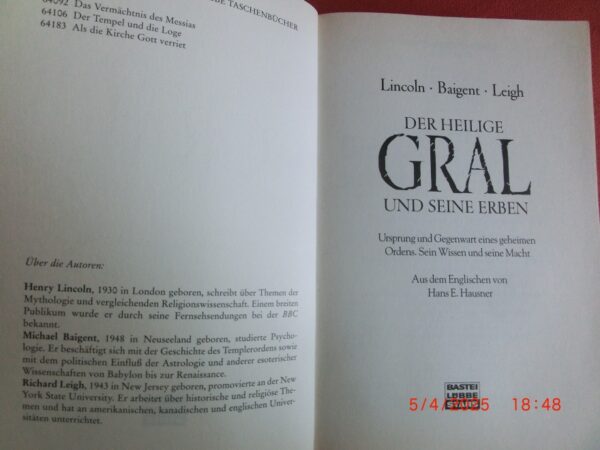 BE TASCHENBÜCHER
64092 Das Vermächtnis des Messias
64106 Der Tempel und die Loge
64183 Als die Kirche Gott verriet
Über die Autoren:
Henry Lincoln, 1930 in London geboren, schreibt über Themen der
Mythologie und vergleichenden Religionswissenschaft. Einem breiten
Publikum wurde er durch seine Fernsehsendungen bei der BBC
bekannt.
Michael Baigent, 1948 in Neuseeland geboren, studierte Psycho-
logie. Er beschäftigt sich mit der Geschichte des Templerordens sowie
mit dem politischen Einfluß der Astrologie und anderer esoterischer
Wissenschaften von Babylon bis zur Renaissance.
Richard Leigh, 1943 in New Jersey geboren, promovierte an der New
York State University. Er arbeitet über historische und religiöse The-
men und hat an amerikanischen, kanadischen und englischen Univer-
sitäten unterrichtet.
Lincoln · Baigent · Leigh
DER HEILIGE
GRAL
UND SEINE ERBEN
Ursprung und Gegenwart eines geheimen
Ordens. Sein Wissen und seine Macht
Aus dem Englischen von
Hans E. Hausner
BASTEI
LÜBBE
STARS
5/4/2005 18:48